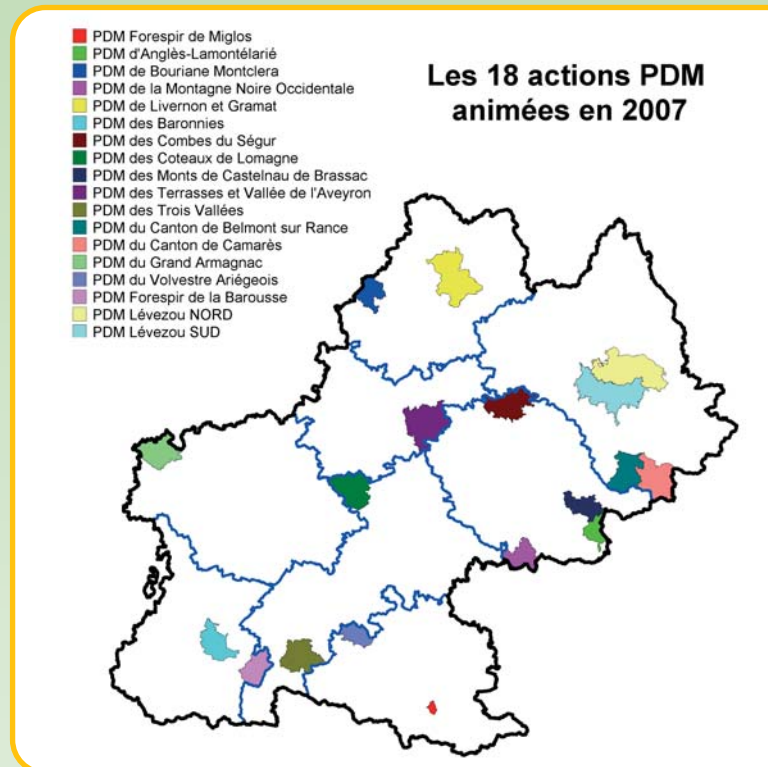 PDM Forespir de Miglos
PDM d'Anglès-Lamontélarié
PDM de Bouriane Montclera
PDM de la Montagne Noire Occidentale
PDM de Livernon et Gramat
PDM des Baronnies
PDM des Combes du Ségur
PDM des Coteaux de Lomagne
PDM des Monts de Castelnau de Brassac
PDM des Terrasses et Vallée de l'Aveyron
PDM des Trois Vallées
PDM du Canton de Belmont sur Rance
PDM du Canton de Camarès
PDM du Grand Armagnac
PDM du Volvestre Ariégeois
PDM Forespir de la Barousse
PDM Lévezou NORD
PDM Lévezou SUD
Les 18 actions PDM
animées en 2007